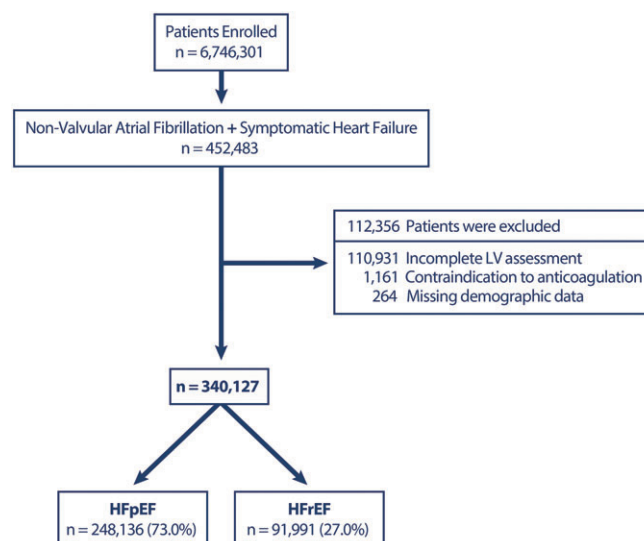 Patients Enrolled
n = 6,746,301
Non-Valvular Atrial Fibrillation + Symptomatic Heart Failure
n = 452,483
112,356 Patients were excluded
110,931 Incomplete LV assessment
1,161 Contraindication to anticoagulation
264 Missing demographic data
n = 340,127
HFpEF
n = 248,136 (73.0%)
HFrEF
n = 91,991 (27.0%)